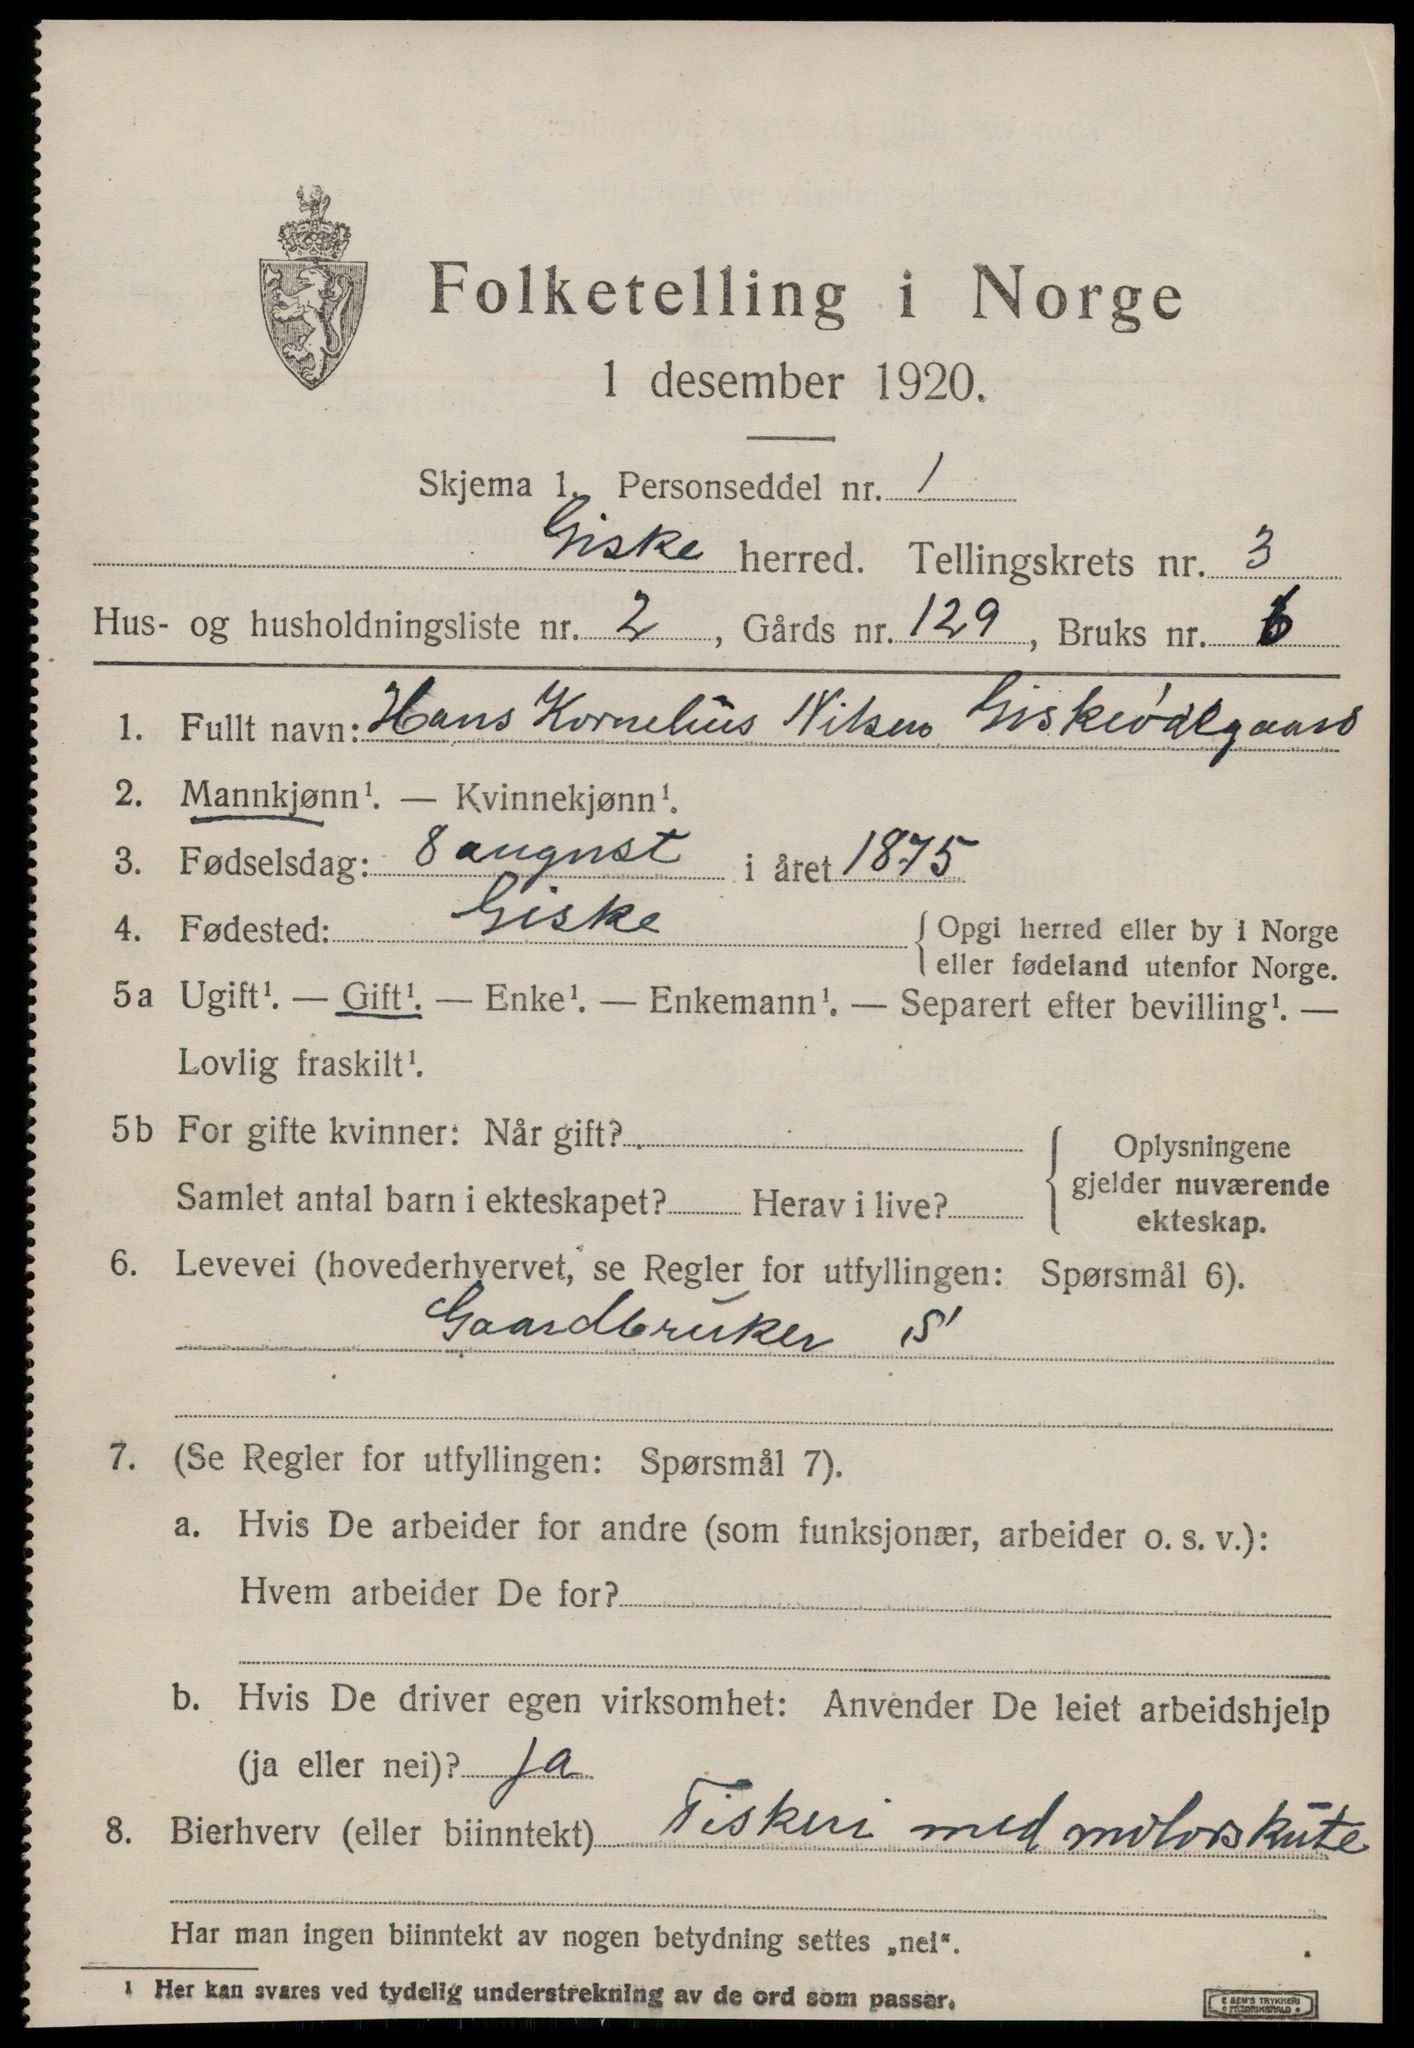 Folketelling i Norge
1 desember 1920.
Skjema 1. Personseddel nr. 1
Giske herred. Tellingskrets nr. 3
Hus- og husholdningsliste nr. 2, Gårds nr. 129, Bruks nr. 6
1. Fullt navn: Hans Kornelius Nilsen Giskeødegaard
2. Mannkjønn¹. — Kvinnekjønn¹.
3. Fødselsdag: 8 august i året 1875
4. Fødested: Giske { Opgi herred eller by i Norge
eller fødeland utenfor Norge.
5a Ugift¹. — Gift¹. — Enke¹. — Enkemann¹. — Separert efter bevilling¹. —
Lovlig fraskilt¹.
5b For gifte kvinner: Når gift?
Samlet antal barn i ekteskapet? Herav i live?
{ Oplysningene
gjelder nuværende
ekteskap.
6. Levevei (hovederhvervet, se Regler for utfyllingen: Spørsmål 6).
Gaardbruker S
7. (Se Regler for utfyllingen: Spørsmål 7).
a. Hvis De arbeider for andre (som funksjonær, arbeider o. s. v.):
Hvem arbeider De for?
b. Hvis De driver egen virksomhet: Anvender De leiet arbeidshjelp
(ja eller nei)? ja
8. Bierhverv (eller biinntekt) Fiskeri med motorskute
Har man ingen biinntekt av nogen betydning settes „nei“.
1 Her kan svares ved tydelig understrekning av de ord som passer.
E SEM'S TRYKKERI
FREDRIKSHALD